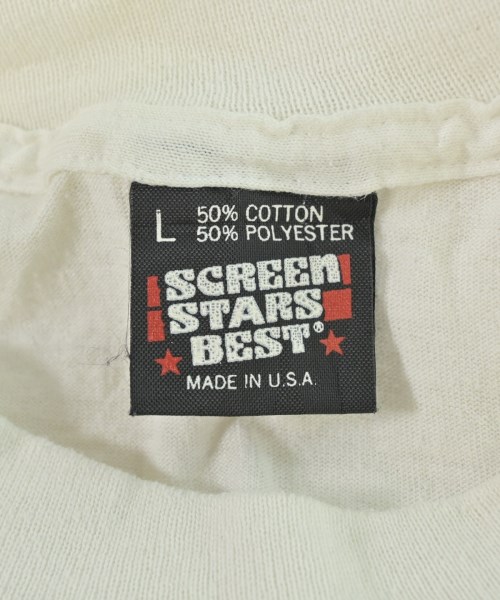 L 50% COTTON
50% POLYESTER
SCREEN
STARS
BEST®
MADE IN U.S.A.